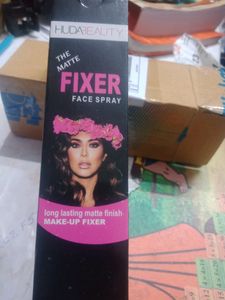 HUDABEAUTY
THE
MATTE
FIXER
FACE SPRAY
long lasting matte finish
MAKE-UP FIXER